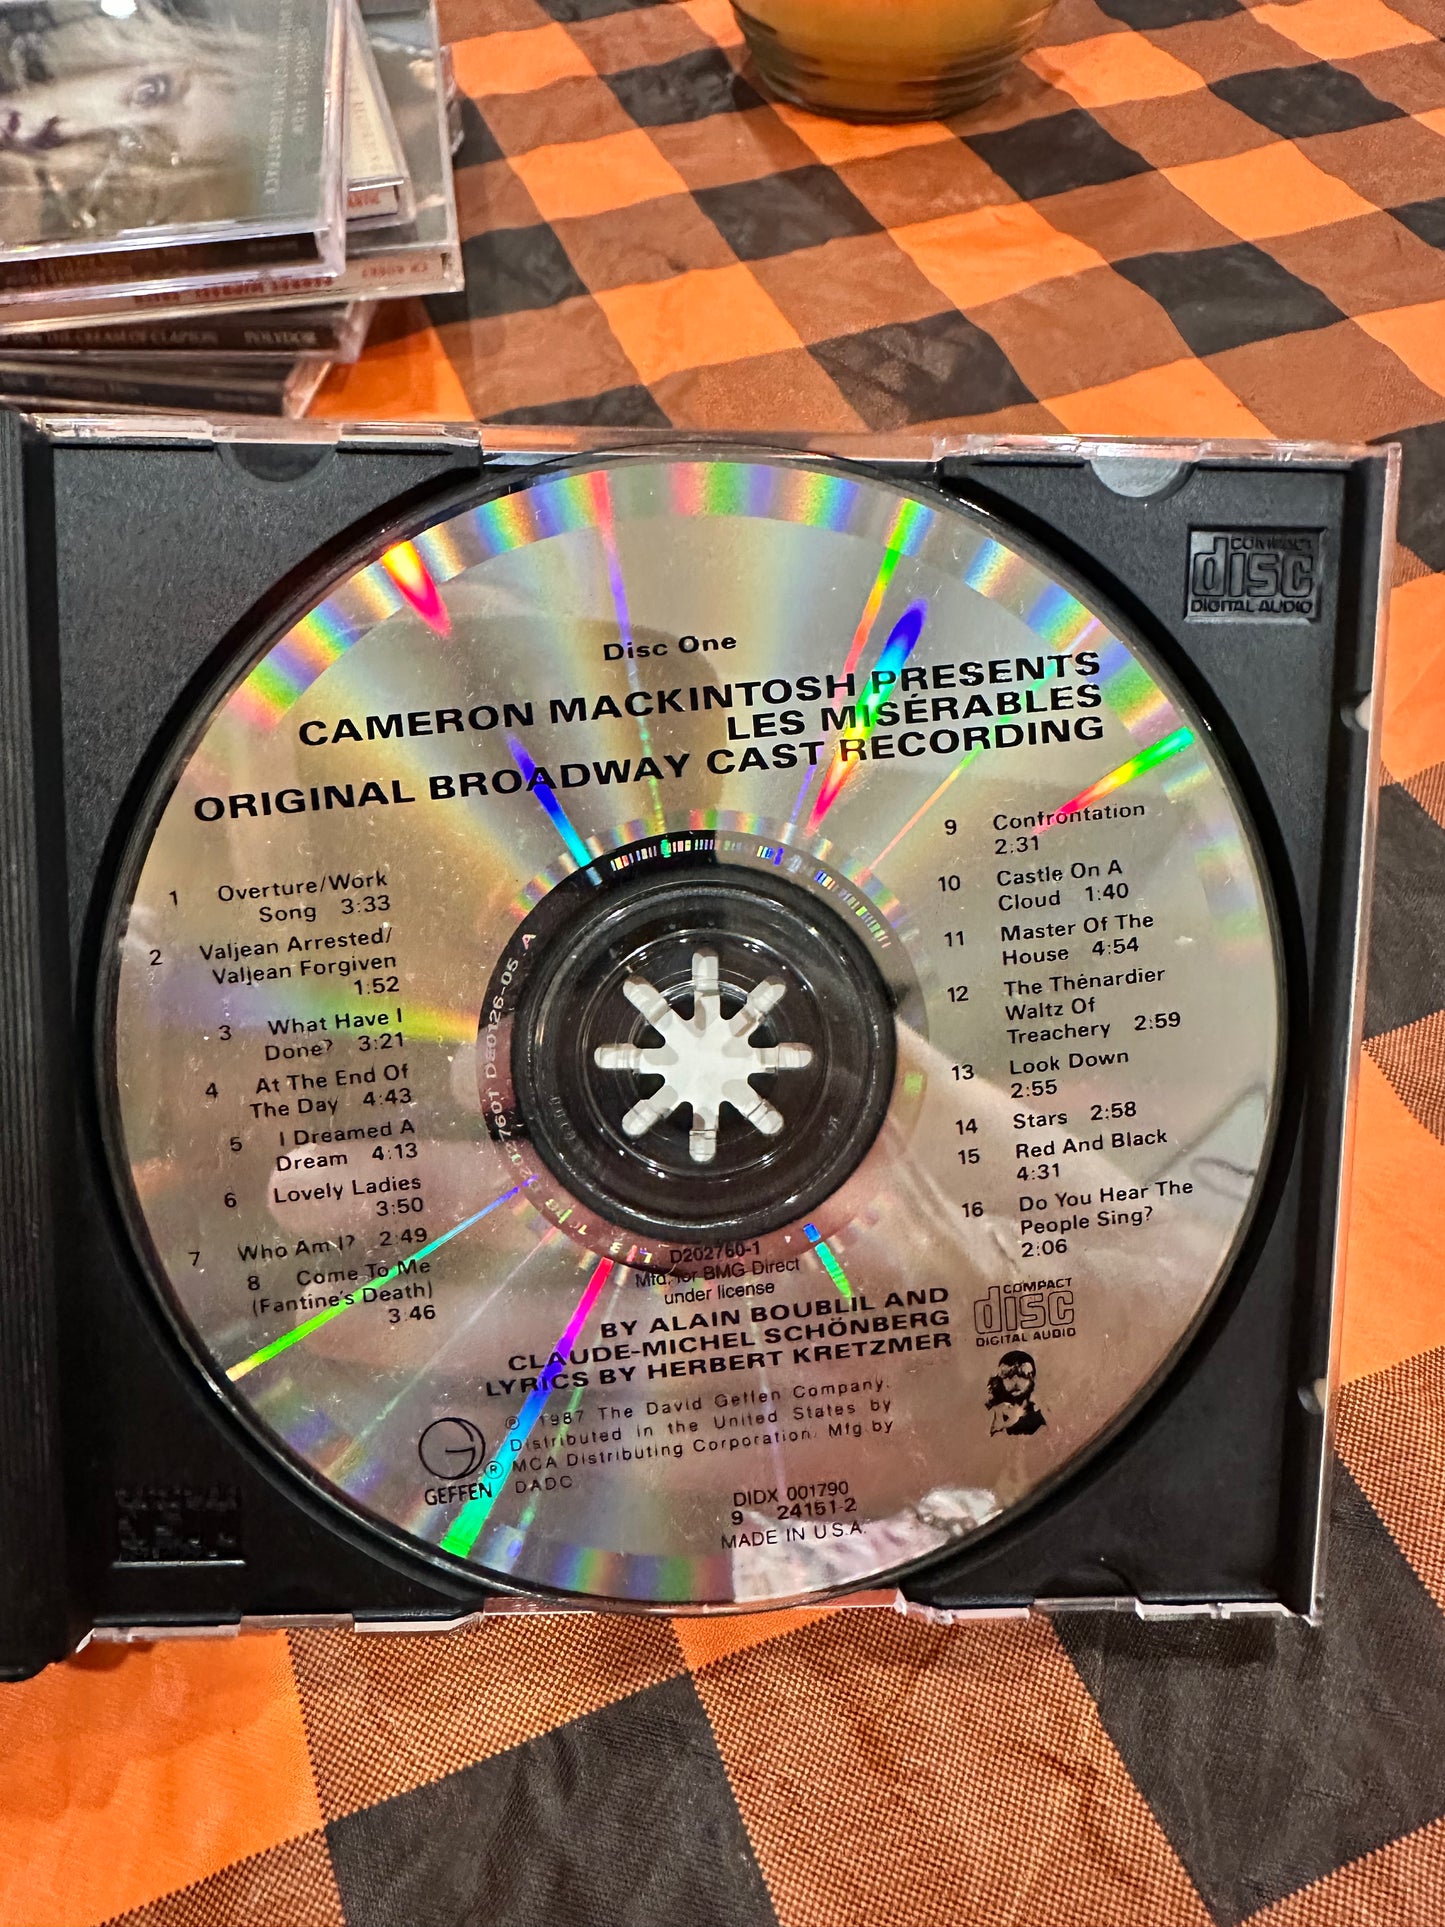 THE CREAM OF CLAPTON POLYDOR
COMPACT
disc
DIGITAL AUDIO
Disc One
CAMERON MACKINTOSH PRESENTS
LES MISÉRABLES
ORIGINAL BROADWAY CAST RECORDING
1 Overture/Work
Song 3:33
2 Valjean Arrested/
Valjean Forgiven
1:52
3 What Have I
Done? 3:21
4 At The End Of
The Day 4:43
5 I Dreamed A
Dream 4:13
6 Lovely Ladies
3:50
7 Who Am I? 2:49
8 Come To Me
(Fantine's Death)
3:46
9 Confrontation
2:31
10 Castle On A
Cloud 1:40
11 Master Of The
House 4:54
12 The Thénardier
Waltz Of
Treachery 2:59
13 Look Down
2:55
14 Stars 2:58
15 Red And Black
4:31
16 Do You Hear The
People Sing?
2:06
D202760-1
Mfd. for BMG Direct
under license
BY ALAIN BOUBLIL AND
CLAUDE-MICHEL SCHÖNBERG
LYRICS BY HERBERT KRETZMER
COMPACT
disc
DIGITAL AUDIO
GEFFEN ®
℗ 1987 The David Geffen Company.
Distributed in the United States by
MCA Distributing Corporation. Mfg by
DADC
DIDX 001790
9 24151-2
MADE IN U.S.A.